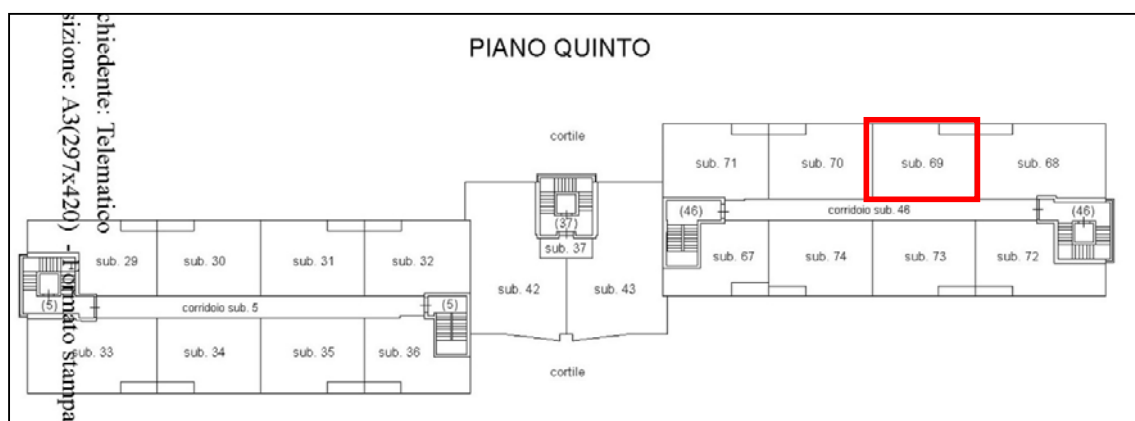 chiedente: Telematico
sizione: A3(297x420) - Formato stampa
PIANO QUINTO
cortile
sub. 71
sub. 70
sub. 69
sub. 68
(46)
corridoio sub. 46
(46)
(37)
sub. 37
sub. 29
sub. 30
sub. 31
sub. 32
sub. 67
sub. 74
sub. 73
sub. 72
sub. 42
sub. 43
(5)
corridoio sub. 5
(5)
sub. 33
sub. 34
sub. 35
sub. 36
cortile